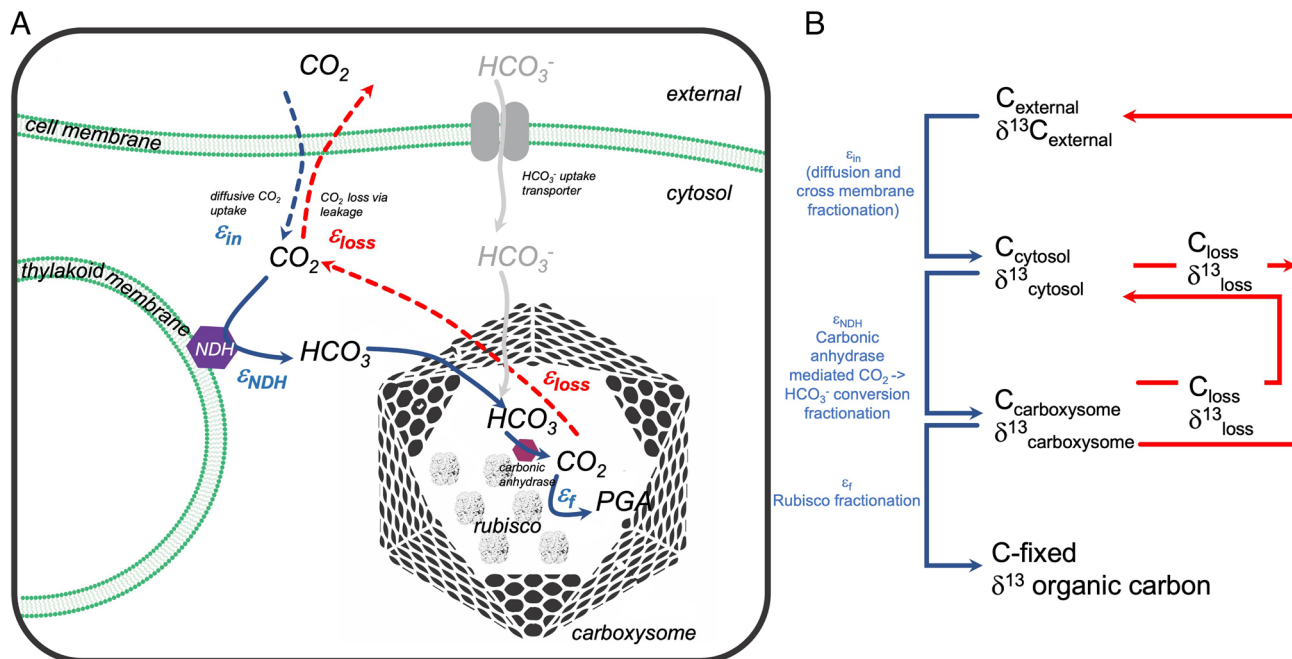 A
CO2
HCO3-
external
cell membrane
HCO3- uptake
transporter
cytosol
diffusive CO2
uptake
CO2 loss via
leakage
εin
εloss
CO2
HCO3-
thylakoid membrane
NDH
HCO3
εNDH
εloss
HCO3
carbonic
anhydrase
CO2
εf
PGA
rubisco
carboxysome
B
Cexternal
δ13Cexternal
εin
(diffusion and
cross membrane
fractionation)
Ccytosol
δ13cytosol
Closs
δ13loss
εNDH
Carbonic
anhydrase
mediated CO2 ->
HCO3- conversion
fractionation
Closs
δ13loss
Ccarboxysome
δ13carboxysome
εf
Rubisco fractionation
C-fixed
δ13 organic carbon